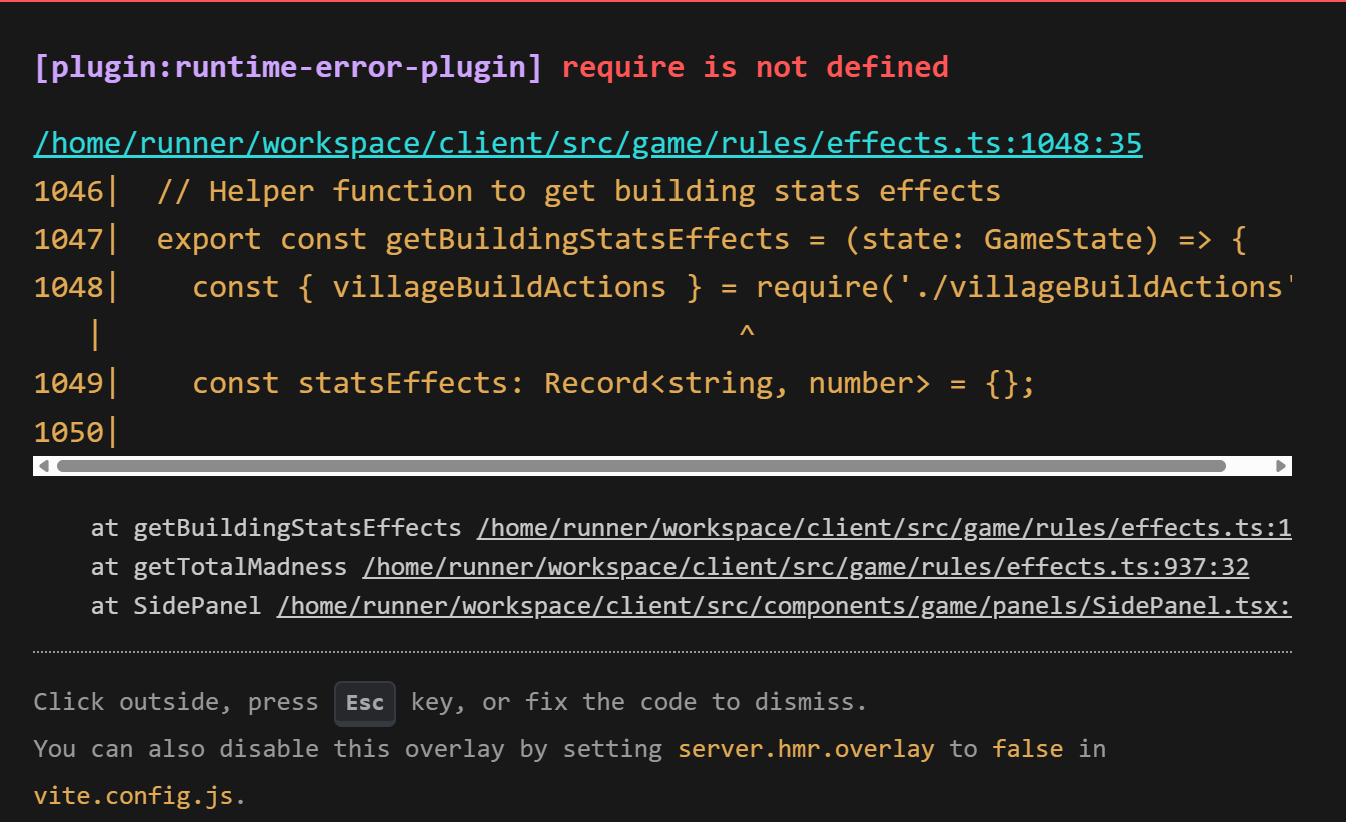 [plugin:runtime-error-plugin] require is not defined
/home/runner/workspace/client/src/game/rules/effects.ts:1048:35
1046|  // Helper function to get building stats effects
1047|  export const getBuildingStatsEffects = (state: GameState) => {
1048|    const { villageBuildActions } = require('./villageBuildActions'
|                                   ^
1049|    const statsEffects: Record<string, number> = {};
1050|
at getBuildingStatsEffects /home/runner/workspace/client/src/game/rules/effects.ts:1
at getTotalMadness /home/runner/workspace/client/src/game/rules/effects.ts:937:32
at SidePanel /home/runner/workspace/client/src/components/game/panels/SidePanel.tsx:
Click outside, press Esc key, or fix the code to dismiss.
You can also disable this overlay by setting server.hmr.overlay to false in
vite.config.js.